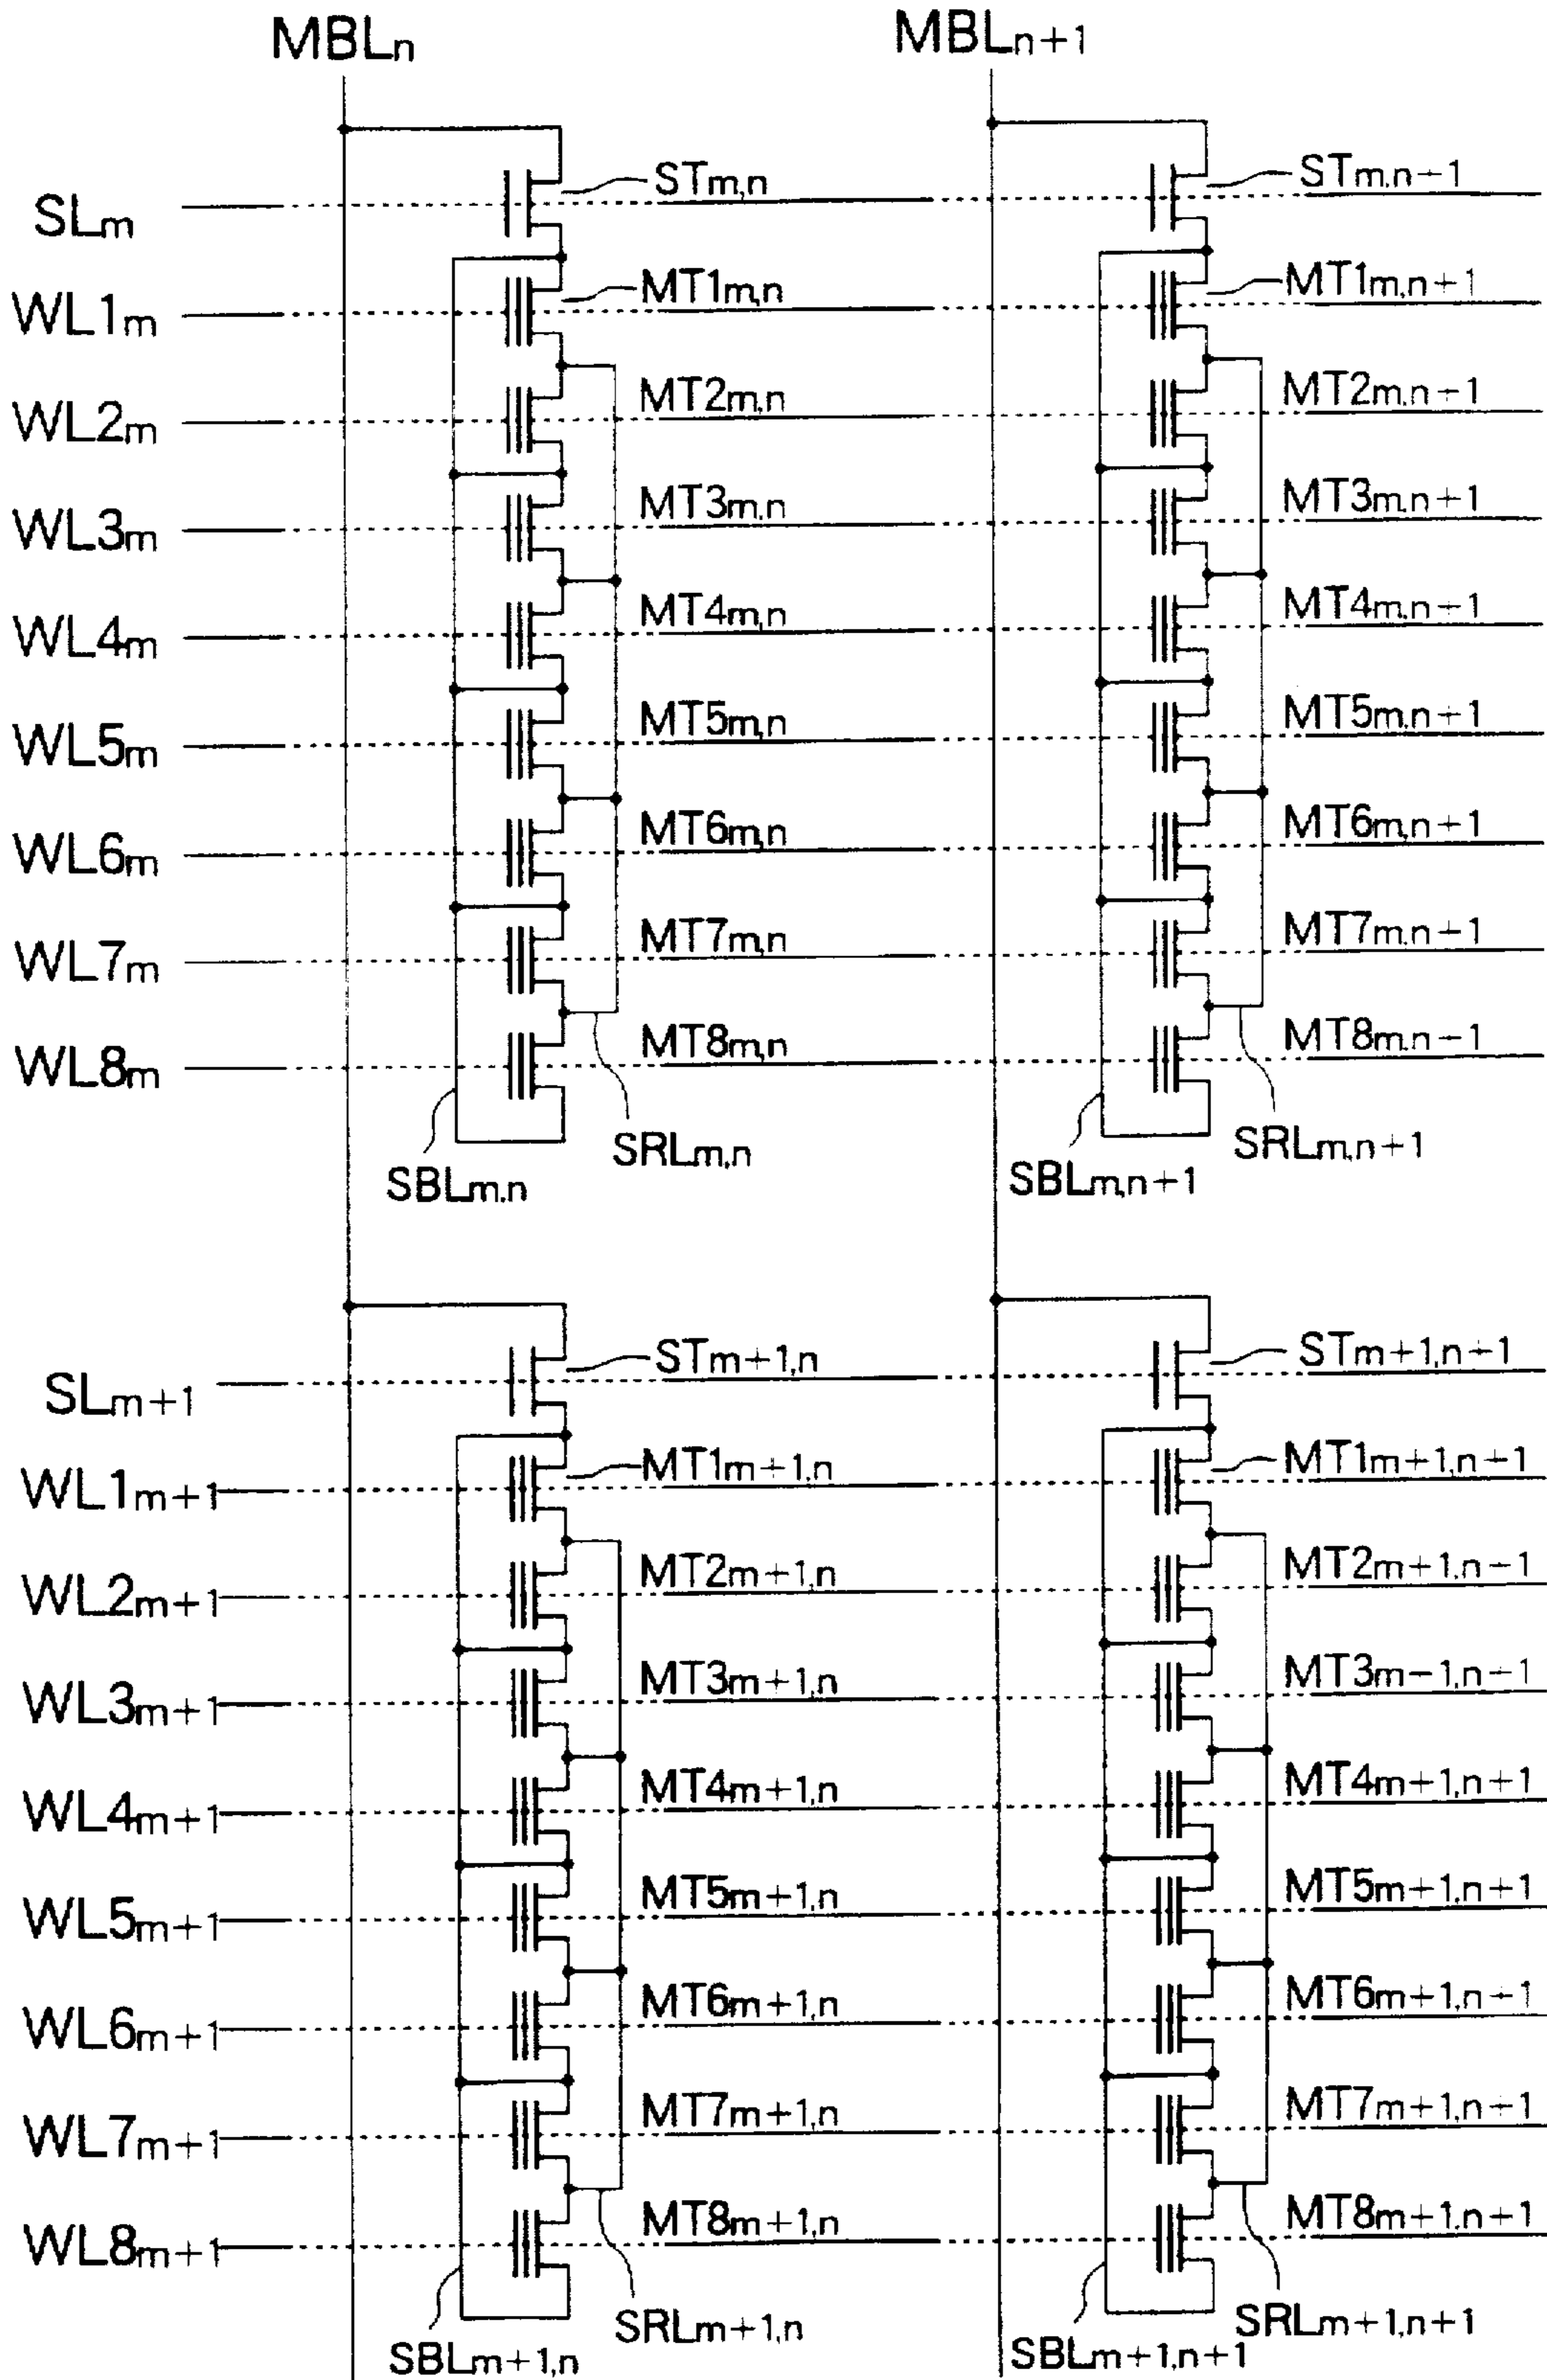 MBLn MBLn+1
STm,n STm,n-1
SLm
MT1m,n MT1m,n+1
WL1m
MT2m,n MT2m,n+1
WL2m
MT3m,n MT3m,n+1
WL3m
MT4m,n MT4m,n-1
WL4m
MT5m,n MT5m,n+1
WL5m
MT6m,n MT6m,n+1
WL6m
MT7m,n MT7m,n-1
WL7m
MT8m,n MT8m,n-1
WL8m
SRLm,n SRLm,n+1
SBLm,n SBLm,n+1
STm+1,n STm+1,n+1
SLm+1
MT1m+1,n MT1m+1,n+1
WL1m+1
MT2m+1,n MT2m+1,n-1
WL2m+1
MT3m+1,n MT3m-1,n-1
WL3m+1
MT4m+1,n MT4m+1,n+1
WL4m+1
MT5m+1,n MT5m+1,n+1
WL5m+1
MT6m+1,n MT6m+1,n-1
WL6m+1
MT7m+1,n MT7m+1,n+1
WL7m+1
MT8m+1,n MT8m+1,n+1
WL8m+1
SRLm+1,n SRLm+1,n+1
SBLm+1,n SBLm+1,n+1